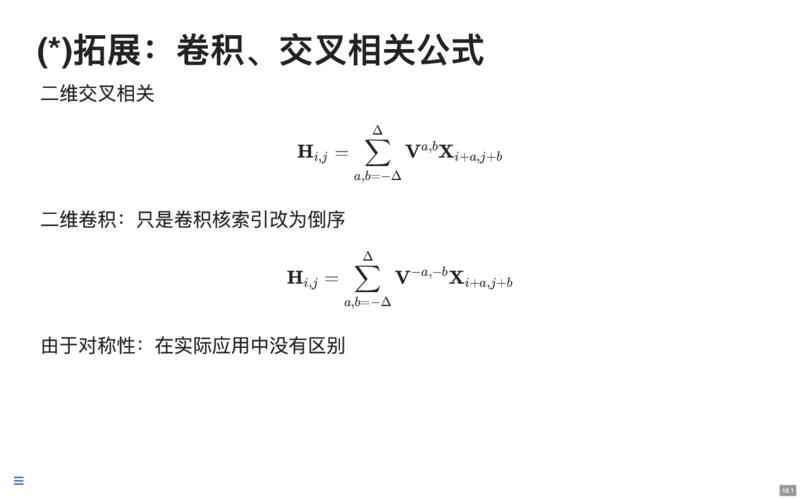 (*)拓展：卷积、交叉相关公式
二维交叉相关
$$\mathbf{H}_{i,j} = \sum_{a,b=-\Delta}^{\Delta} \mathbf{V}^{a,b} \mathbf{X}_{i+a,j+b}$$
二维卷积：只是卷积核索引改为倒序
$$\mathbf{H}_{i,j} = \sum_{a,b=-\Delta}^{\Delta} \mathbf{V}^{-a,-b} \mathbf{X}_{i+a,j+b}$$
由于对称性：在实际应用中没有区别